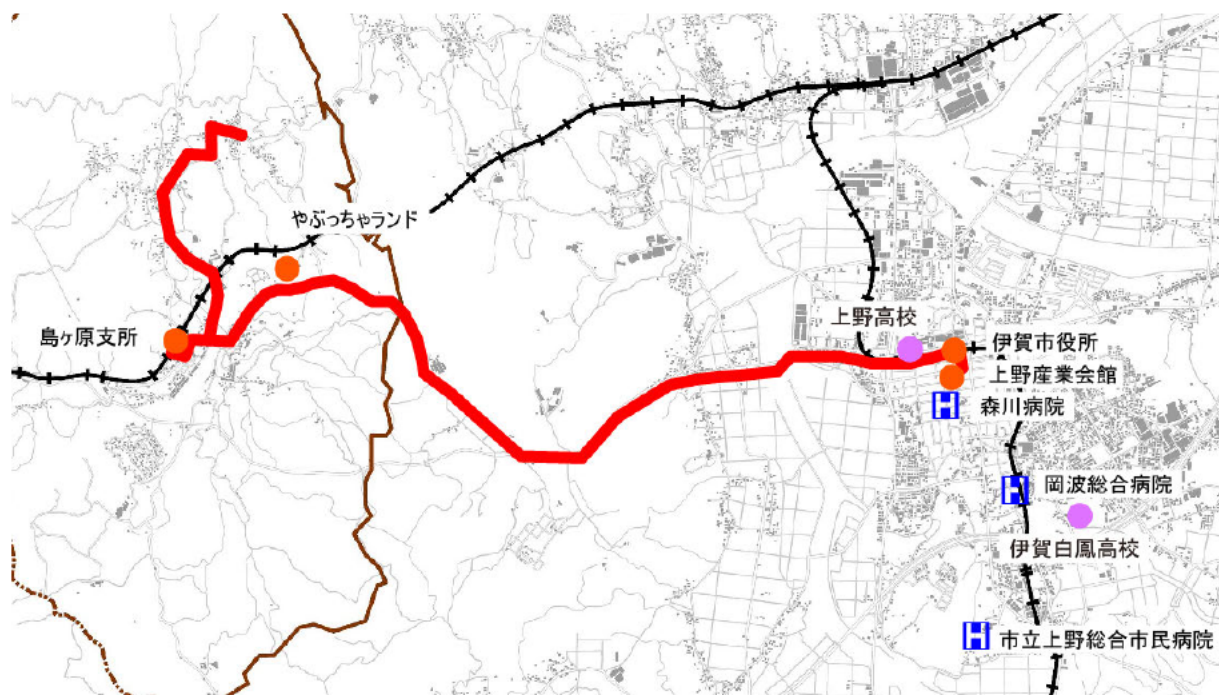 やぶっちゃランド
島ヶ原支所
上野高校
伊賀市役所
上野産業会館
H 森川病院
H 岡波総合病院
伊賀白鳳高校
H 市立上野総合市民病院